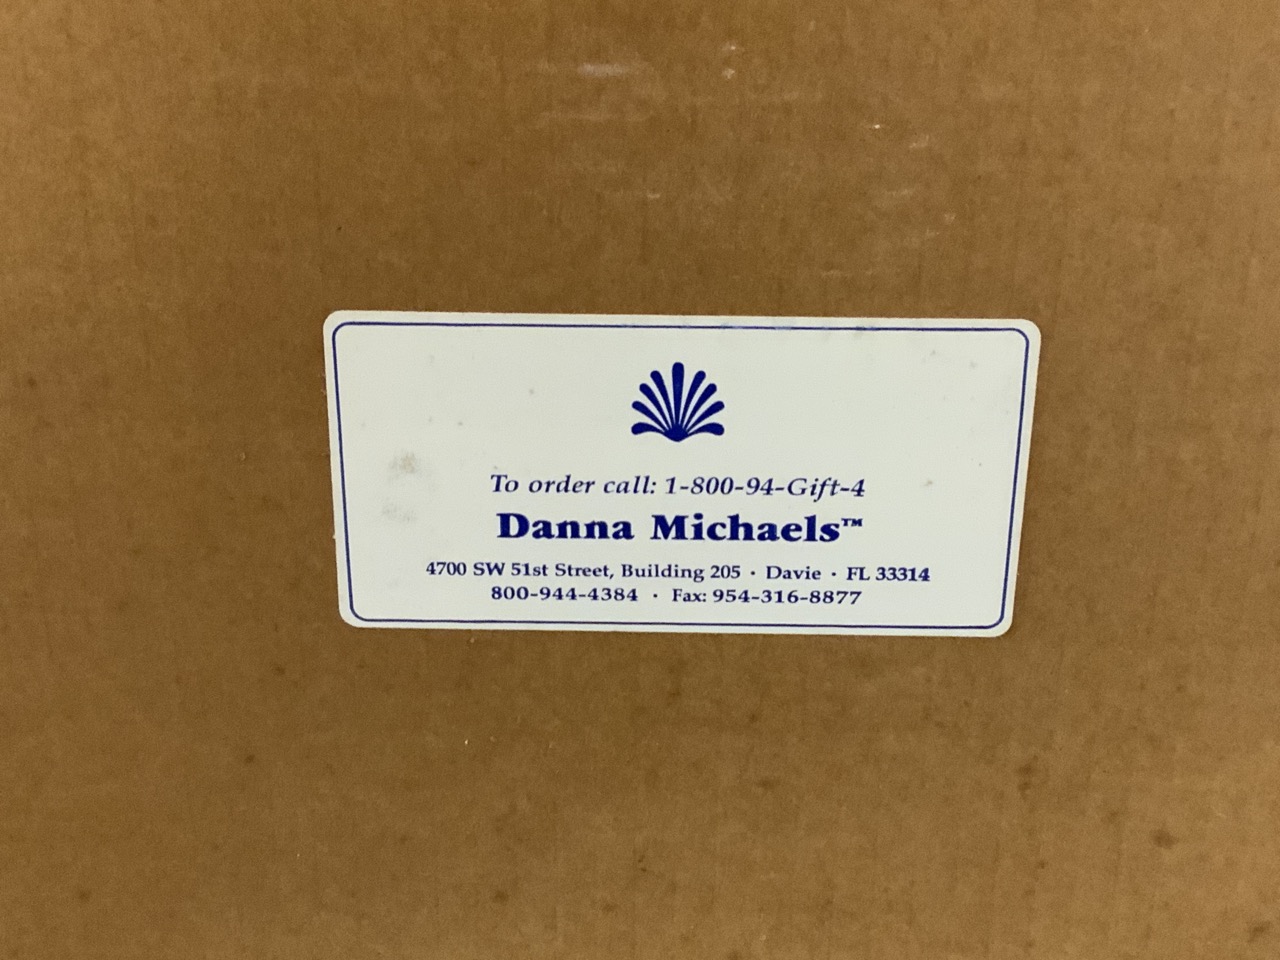 To order call: 1-800-94-Gift-4
Danna Michaels™
4700 SW 51st Street, Building 205 · Davie · FL 33314
800-944-4384 · Fax: 954-316-8877